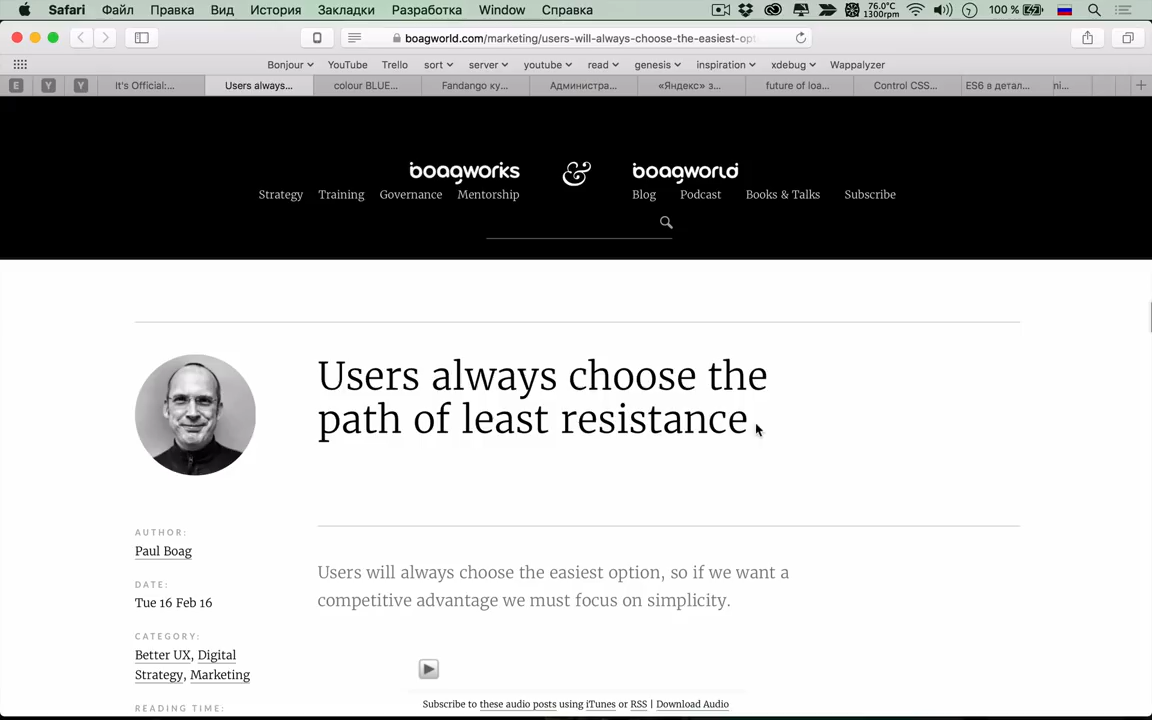 Safari Файл Правка Вид История Закладки Разработка Window Справка 76.0°C 1300rpm 100 %
boagworld.com/marketing/users-will-always-choose-the-easiest-opt
Bonjour YouTube Trello sort server youtube read genesis inspiration xdebug Wappalyzer
E Y Y It's Official:... Users always... colour BLUE... Fandango ку... Администра... «Яндекс» з... future of loa... Control CSS... ES6 в детал... ni...
boagworks & boagworld
Strategy Training Governance Mentorship Blog Podcast Books & Talks Subscribe
Users always choose the
path of least resistance
AUTHOR:
Paul Boag
DATE:
Tue 16 Feb 16
CATEGORY:
Better UX, Digital
Strategy, Marketing
READING TIME:
Users will always choose the easiest option, so if we want a
competitive advantage we must focus on simplicity.
Subscribe to these audio posts using iTunes or RSS | Download Audio